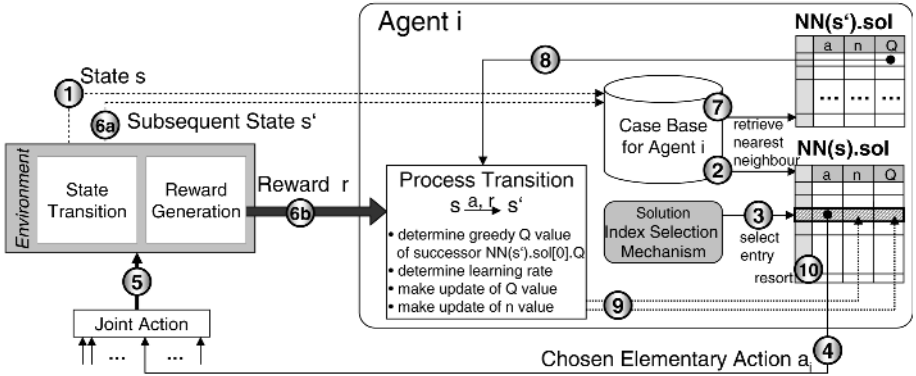 Agent i
NN(s‘).sol
a n Q
... ... ...
8
1
State s
6a
Subsequent State s‘
7
Case Base
for Agent i
retrieve
nearest
neighbour
2
NN(s).sol
a n Q
Environment
State
Transition
Reward
Generation
Reward r
6b
Process Transition
s a, r s‘
• determine greedy Q value
of successor NN(s‘).sol[0].Q
• determine learning rate
• make update of Q value
• make update of n value
Solution
Index Selection
Mechanism
3
select
entry
resort
10
... ... ...
9
5
Joint Action
... ...
4
Chosen Elementary Action ai